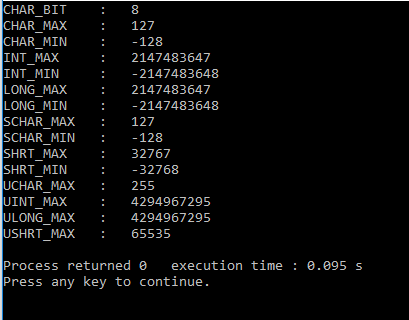 CHAR_BIT    :   8
CHAR_MAX    :   127
CHAR_MIN    :   -128
INT_MAX     :   2147483647
INT_MIN     :   -2147483648
LONG_MAX    :   2147483647
LONG_MIN    :   -2147483648
SCHAR_MAX   :   127
SCHAR_MIN   :   -128
SHRT_MAX    :   32767
SHRT_MIN    :   -32768
UCHAR_MAX   :   255
UINT_MAX    :   4294967295
ULONG_MAX   :   4294967295
USHRT_MAX   :   65535
Process returned 0   execution time : 0.095 s
Press any key to continue.